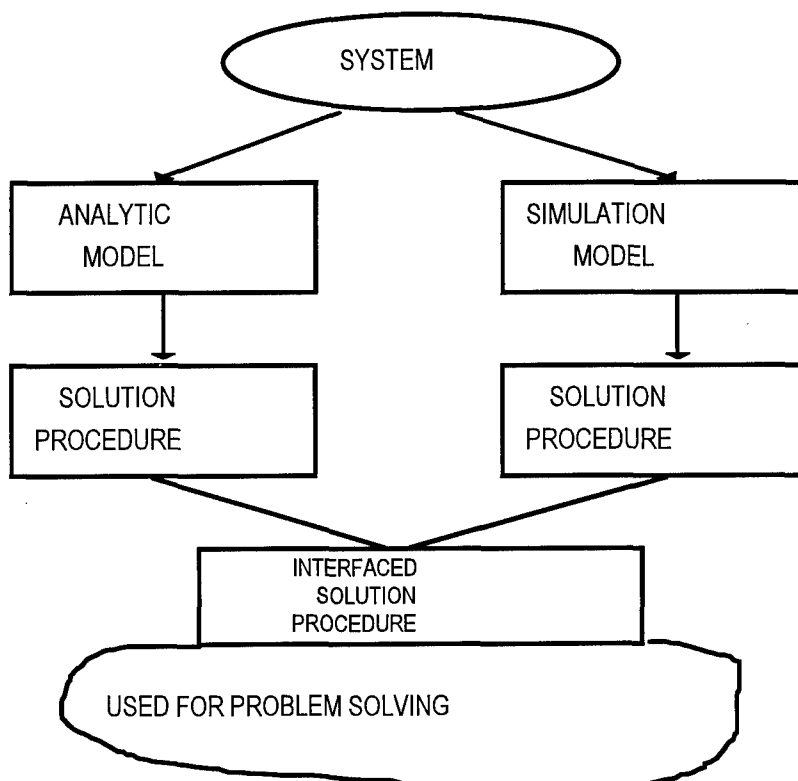 SYSTEM
ANALYTIC
MODEL
SIMULATION
MODEL
SOLUTION
PROCEDURE
SOLUTION
PROCEDURE
INTERFACED
SOLUTION
PROCEDURE
USED FOR PROBLEM SOLVING